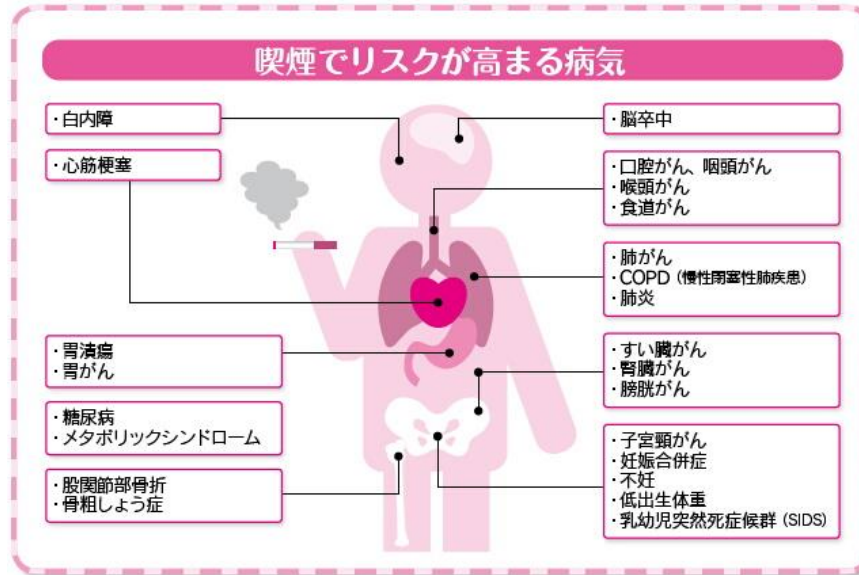 喫煙でリスクが高まる病気
・白内障
・心筋梗塞
・胃潰瘍
・胃がん
・糖尿病
・メタボリックシンドローム
・股関節部骨折
・骨粗しょう症
・脳卒中
・口腔がん、咽頭がん
・喉頭がん
・食道がん
・肺がん
・COPD（慢性閉塞性肺疾患）
・肺炎
・すい臓がん
・腎臓がん
・膀胱がん
・子宮頸がん
・妊娠合併症
・不妊
・低出生体重
・乳幼児突然死症候群（SIDS）